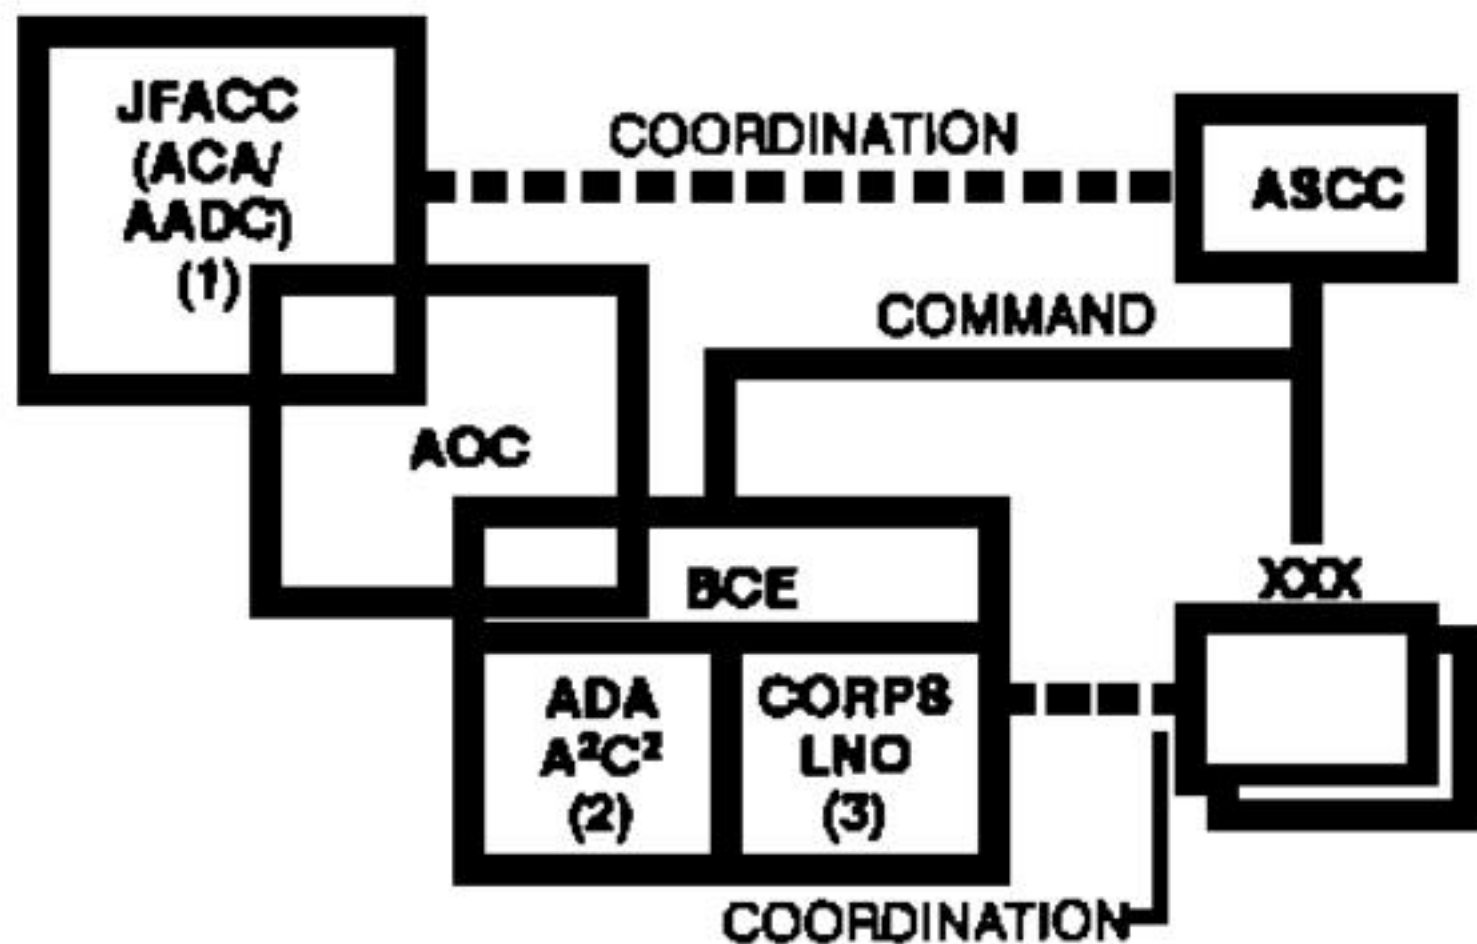 JFACC
(ACA/
AADC)
(1)
COORDINATION
ASCC
COMMAND
AOC
BCE
XXX
ADA
A²C²
(2)
CORPS
LNO
(3)
COORDINATION